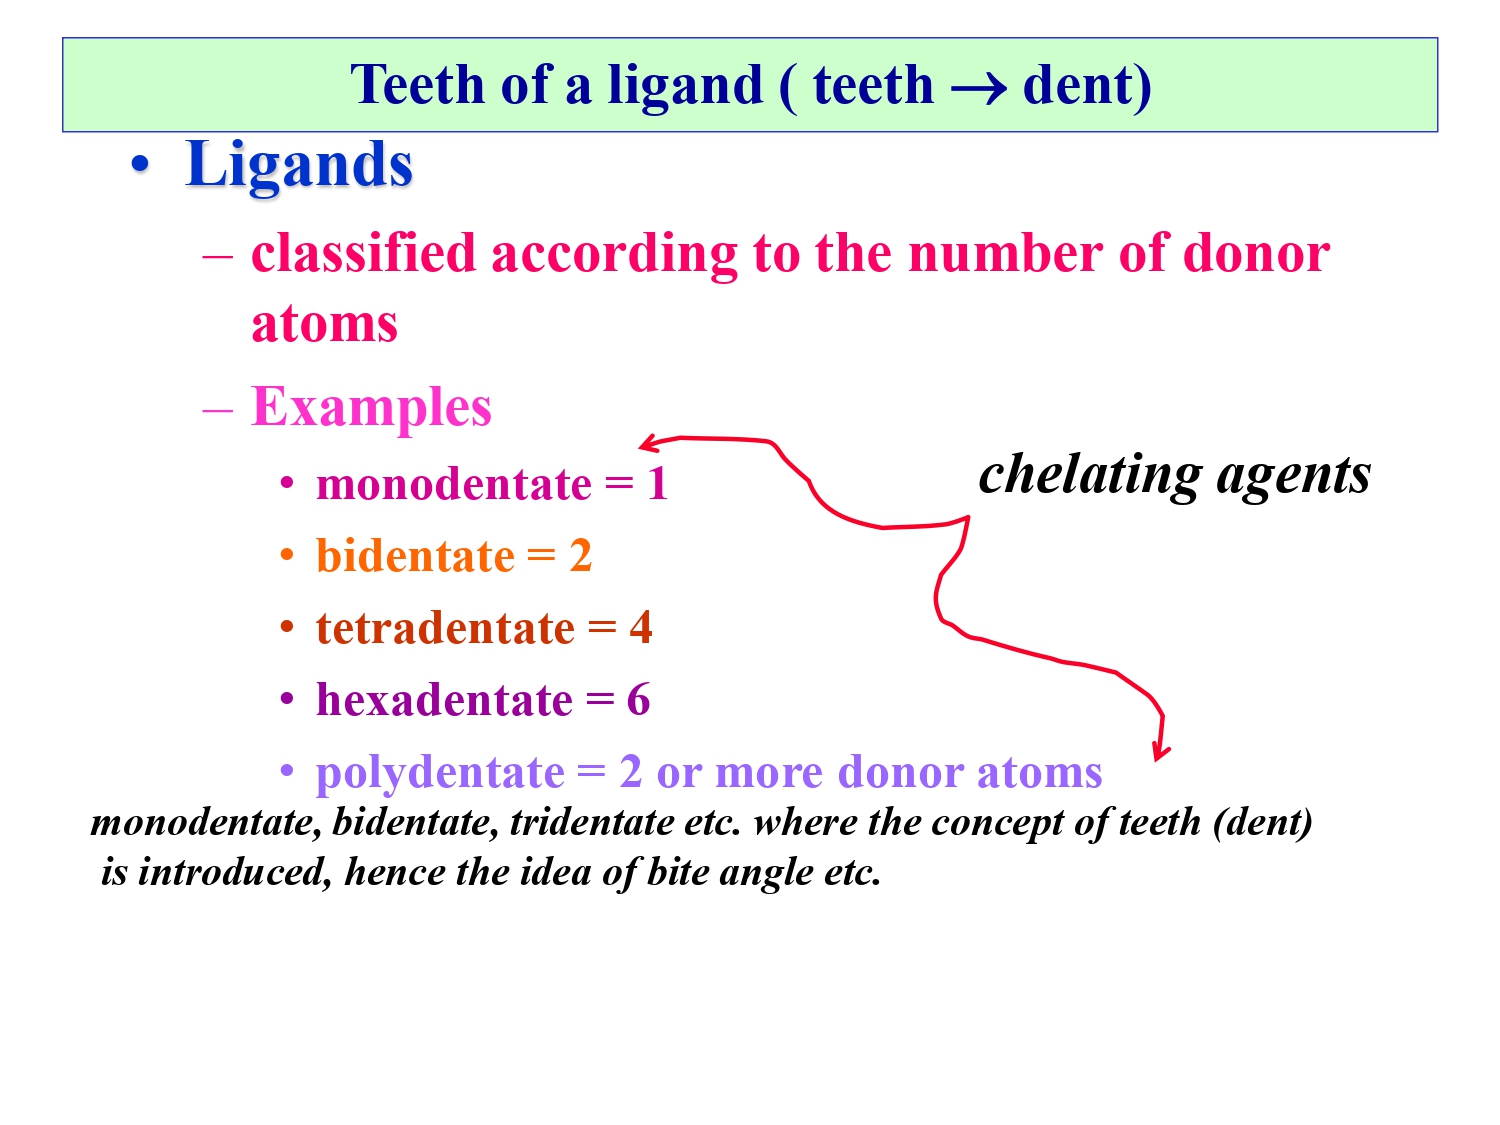 Teeth of a ligand ( teeth → dent)
• Ligands
– classified according to the number of donor
atoms
– Examples
chelating agents
• monodentate = 1
• bidentate = 2
• tetradentate = 4
• hexadentate = 6
• polydentate = 2 or more donor atoms
monodentate, bidentate, tridentate etc. where the concept of teeth (dent)
is introduced, hence the idea of bite angle etc.